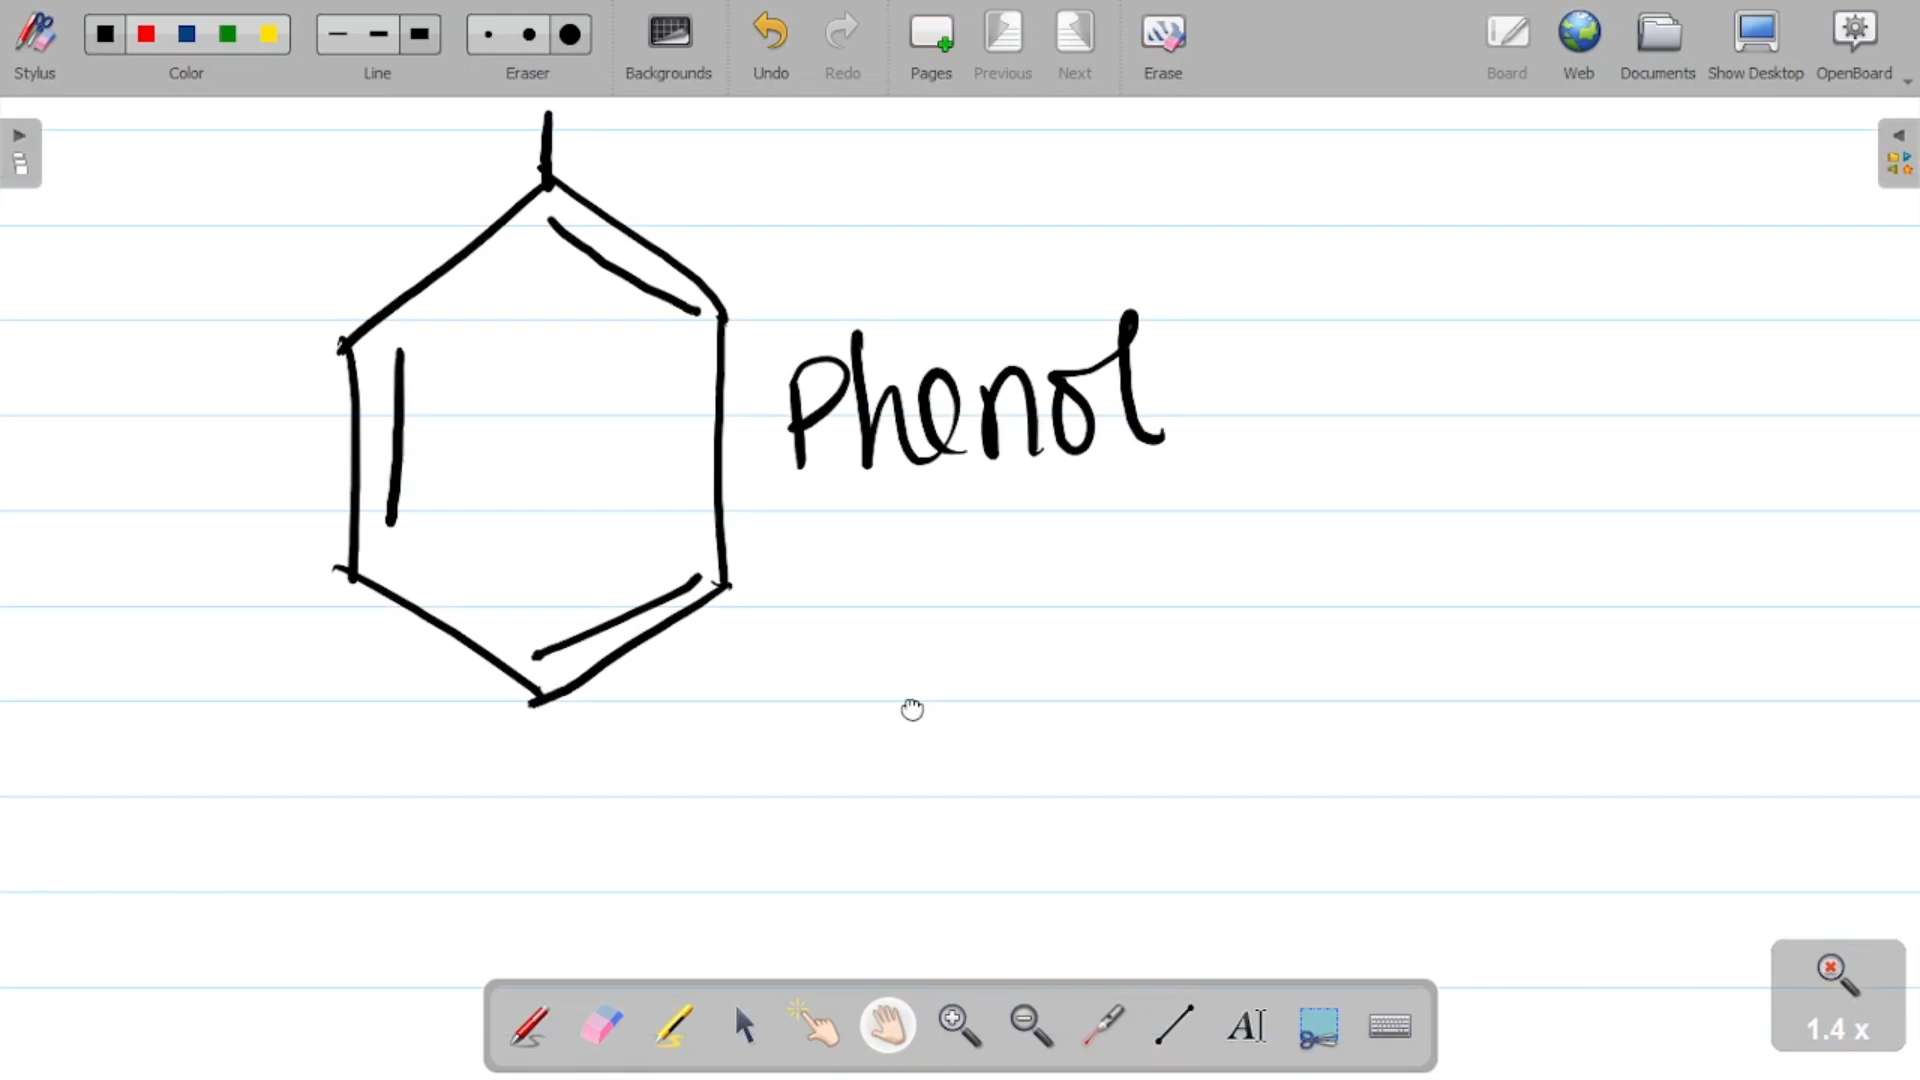 Stylus
Color
Line
Eraser
Backgrounds
Undo
Redo
Pages
Previous
Next
Erase
Board
Web
Documents
Show Desktop
OpenBoard
Phenol
AI
1.4 x